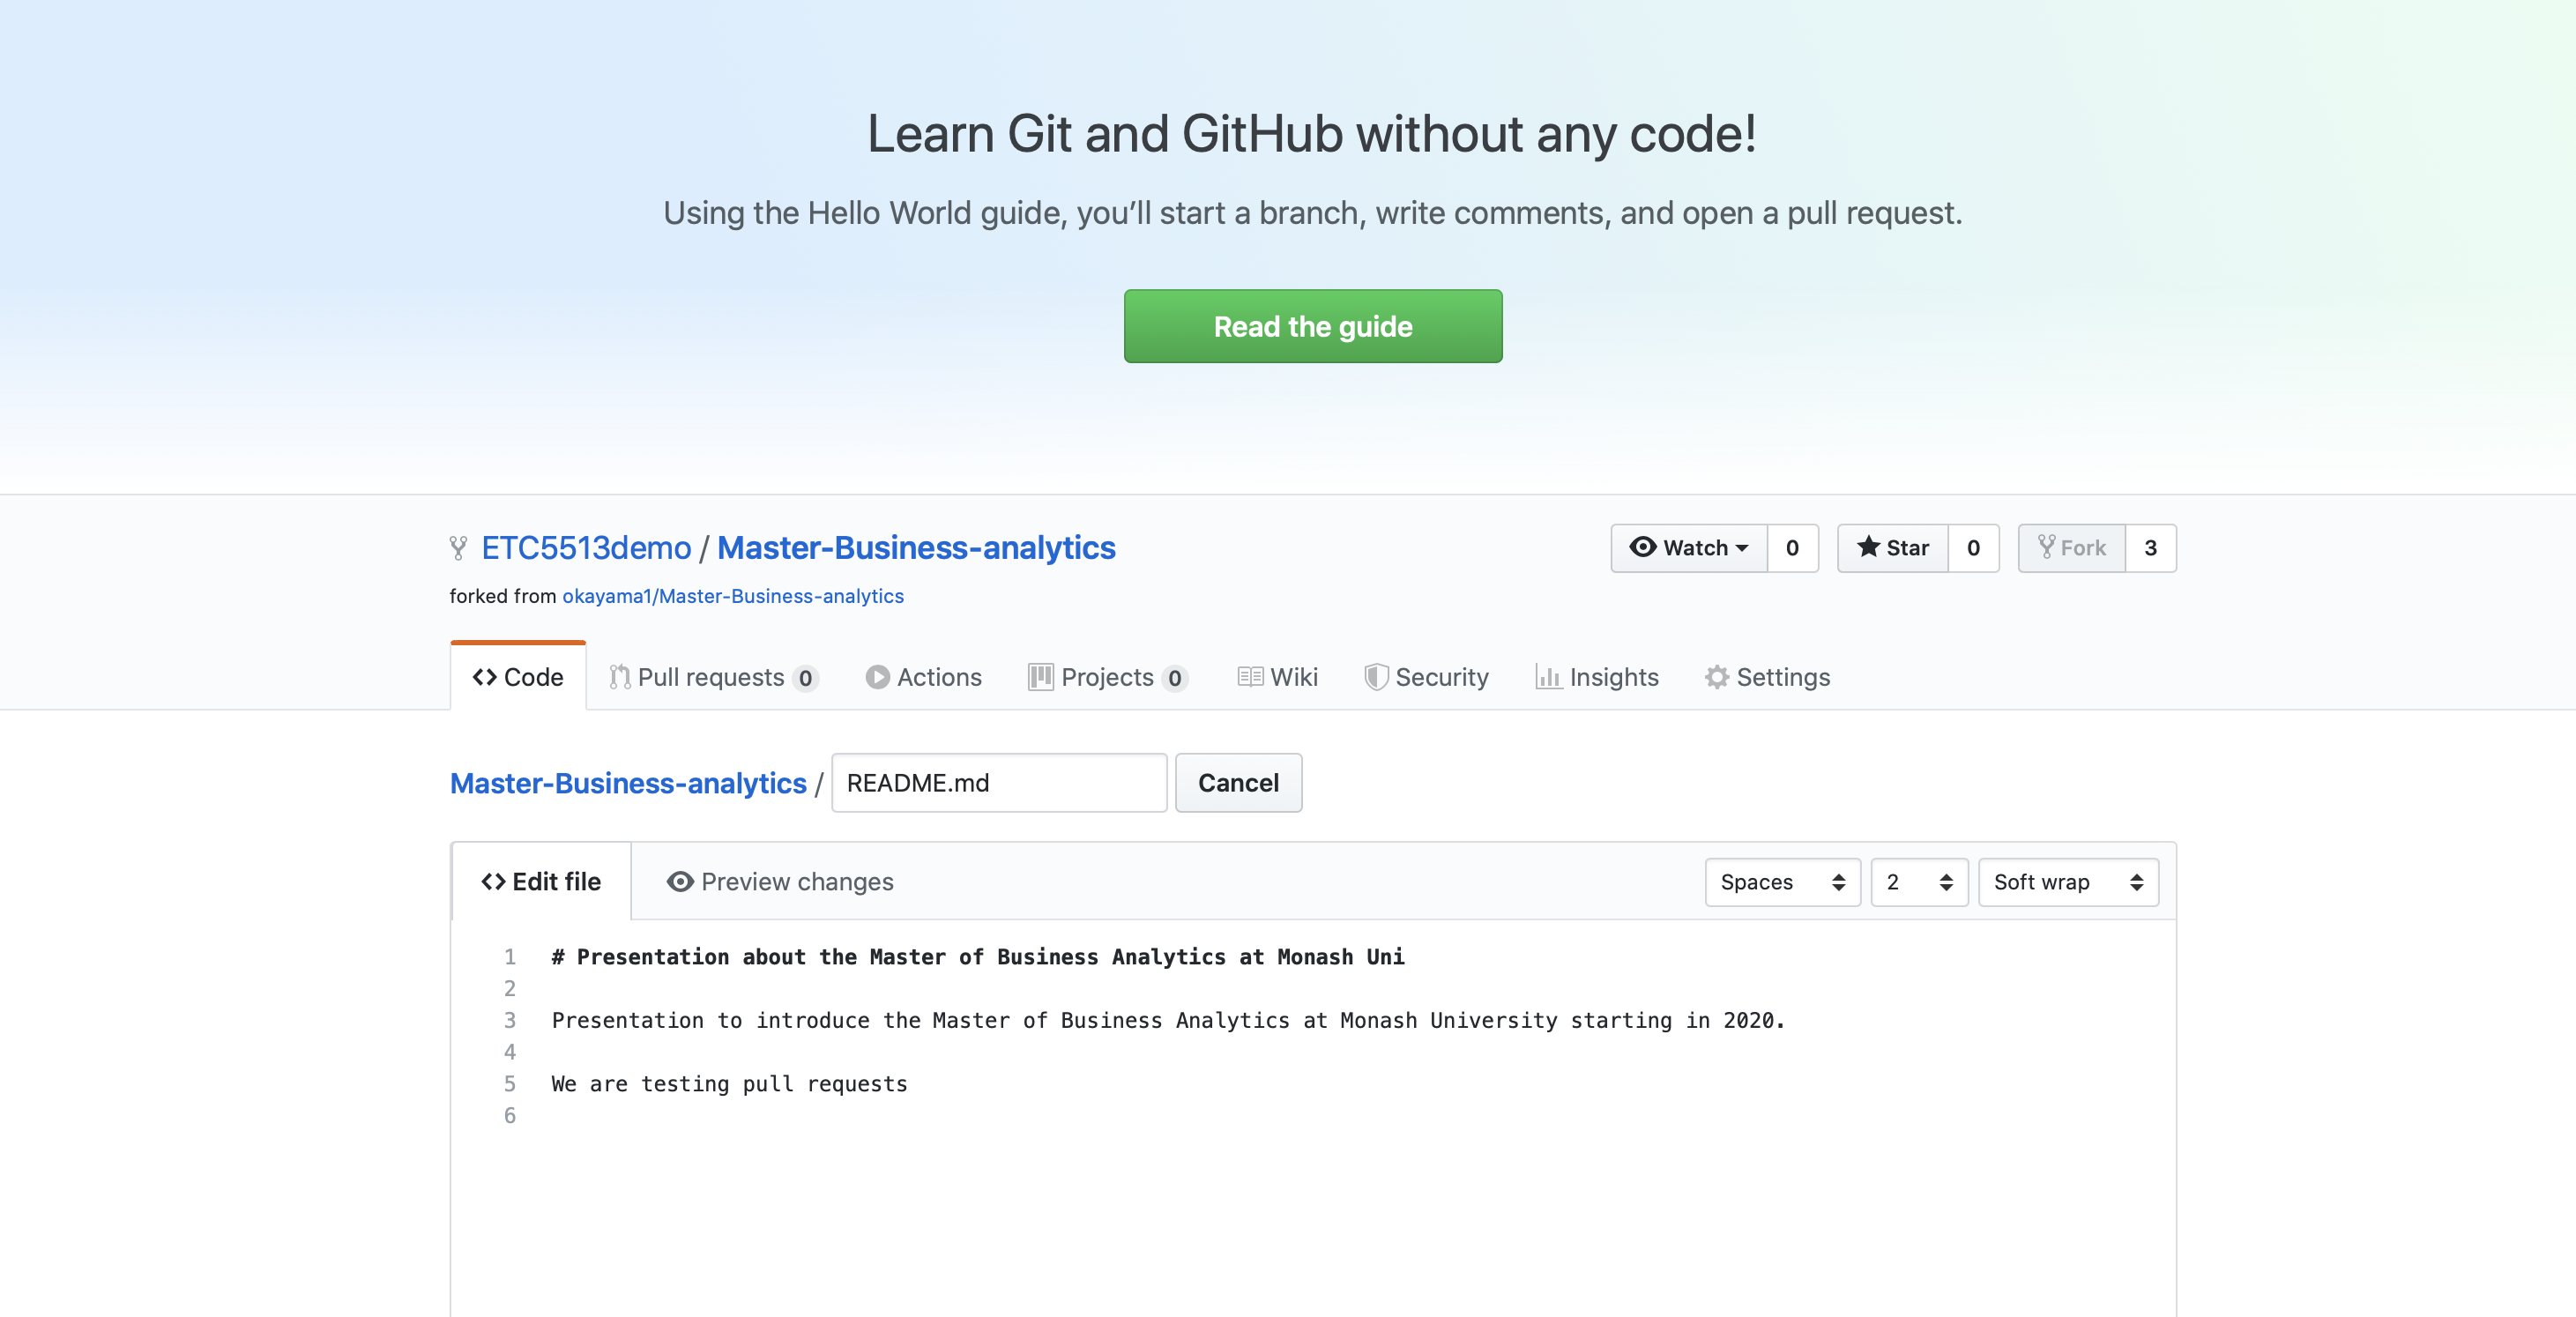 Learn Git and GitHub without any code!
Using the Hello World guide, you’ll start a branch, write comments, and open a pull request.
Read the guide
ETC5513demo / Master-Business-analytics
Watch 0 Star 0 Fork 3
forked from okayama1/Master-Business-analytics
Code Pull requests 0 Actions Projects 0 Wiki Security Insights Settings
Master-Business-analytics / README.md Cancel
Edit file Preview changes Spaces 2 Soft wrap
1 # Presentation about the Master of Business Analytics at Monash Uni
2
3 Presentation to introduce the Master of Business Analytics at Monash University starting in 2020.
4
5 We are testing pull requests
6